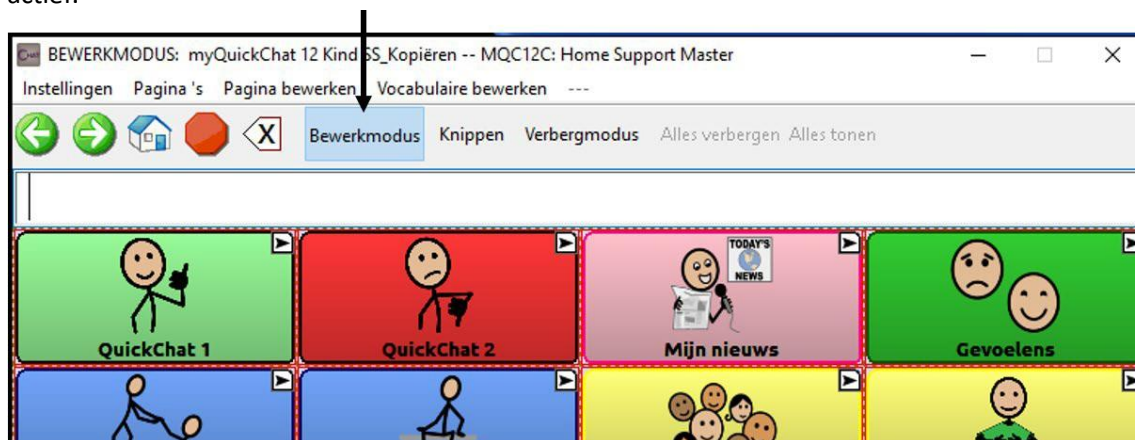 actief.
BEWERKMODUS: myQuickChat 12 Kind SS_Kopiëren -- MQC12C: Home Support Master
Instellingen Pagina 's Pagina bewerken Vocabulaire bewerken ---
X Bewerkmodus Knippen Verbergmodus Alles verbergen Alles tonen
TODAY'S
NEWS
QuickChat 1 QuickChat 2 Mijn nieuws Gevoelens